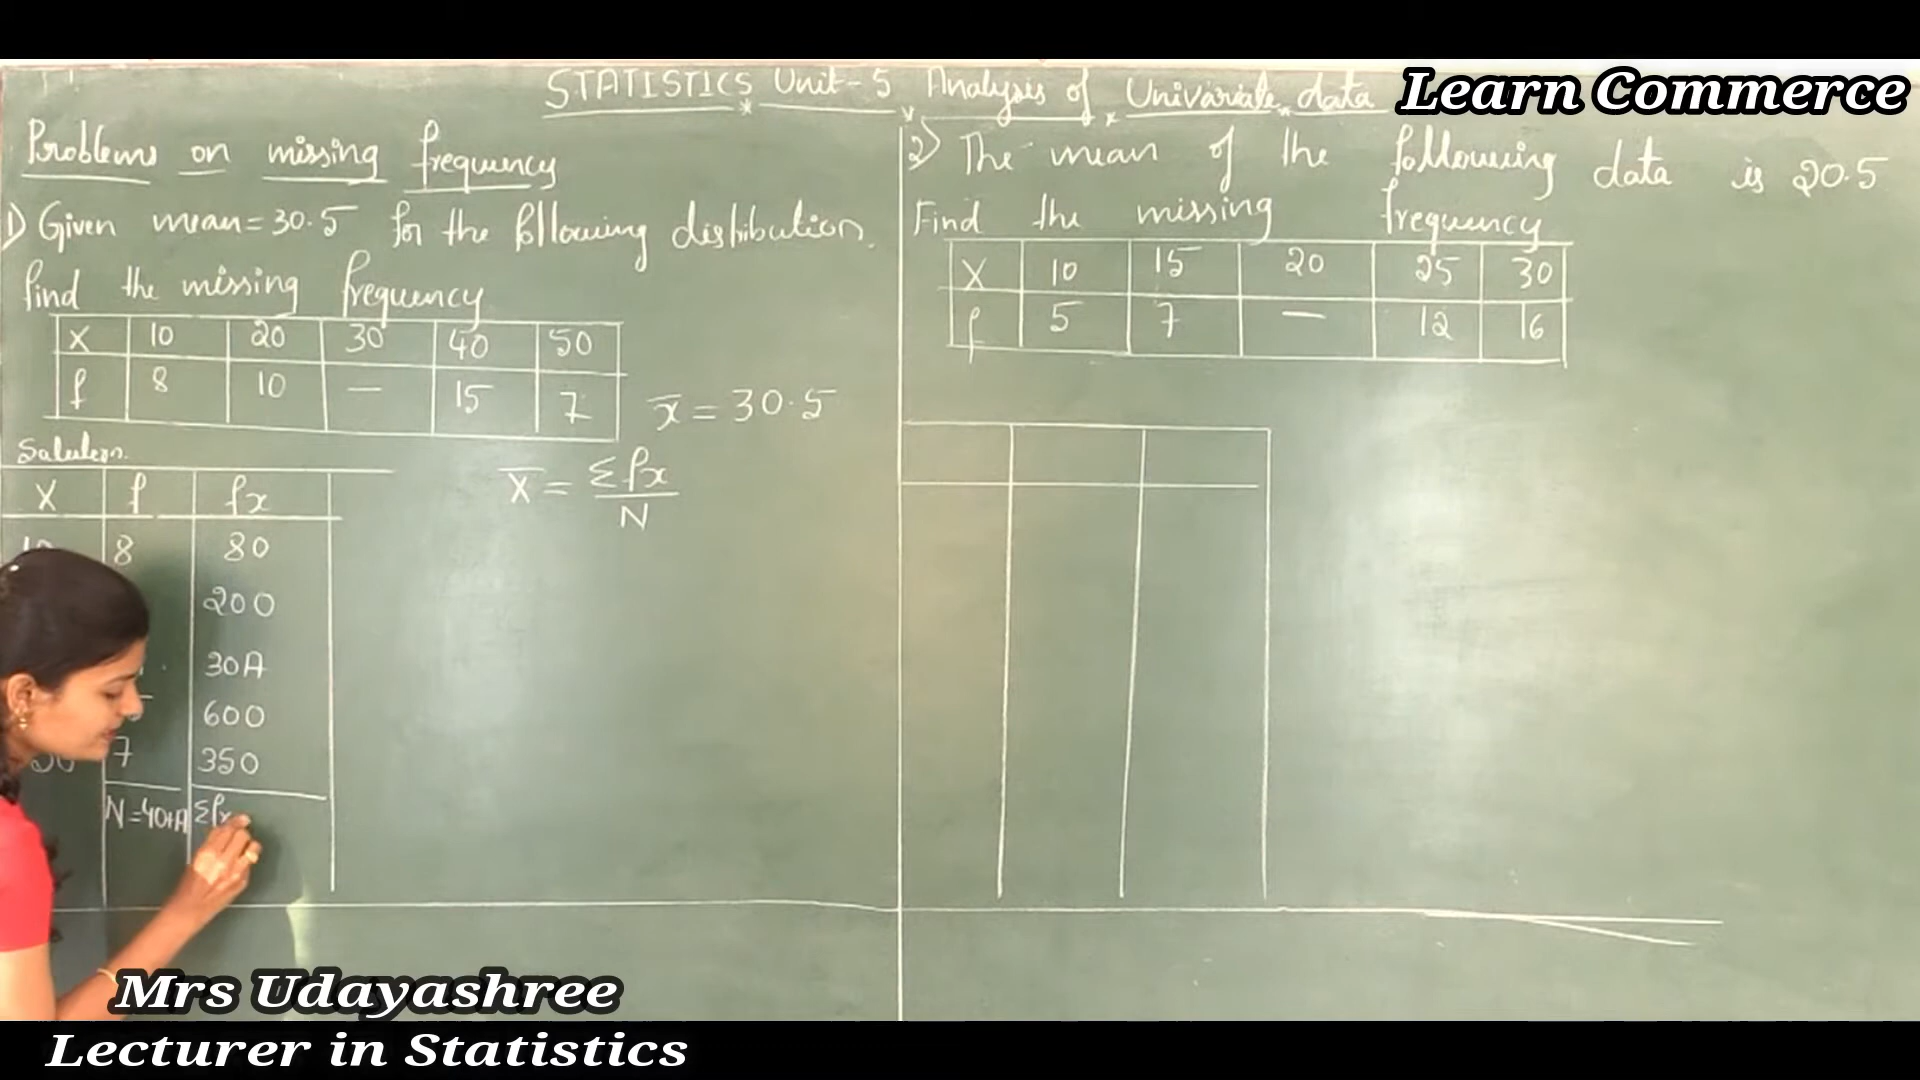 STATISTICS Unit-5 Analysis of Univariate data
Learn Commerce
Problems on missing frequency
1) Given mean = 30.5 for the following distribution.
find the missing frequency
X 10 20 30 40 50
f 8 10 — 15 7
x̄ = 30.5
Solution.
X̄ = Σfx / N
X f fx
10 8 80
200
30A
600
50 7 350
N=40+A Σfx
2) The mean of the following data is 20.5
Find the missing frequency
X 10 15 20 25 30
f 5 7 — 12 16
Mrs Udayashree
Lecturer in Statistics